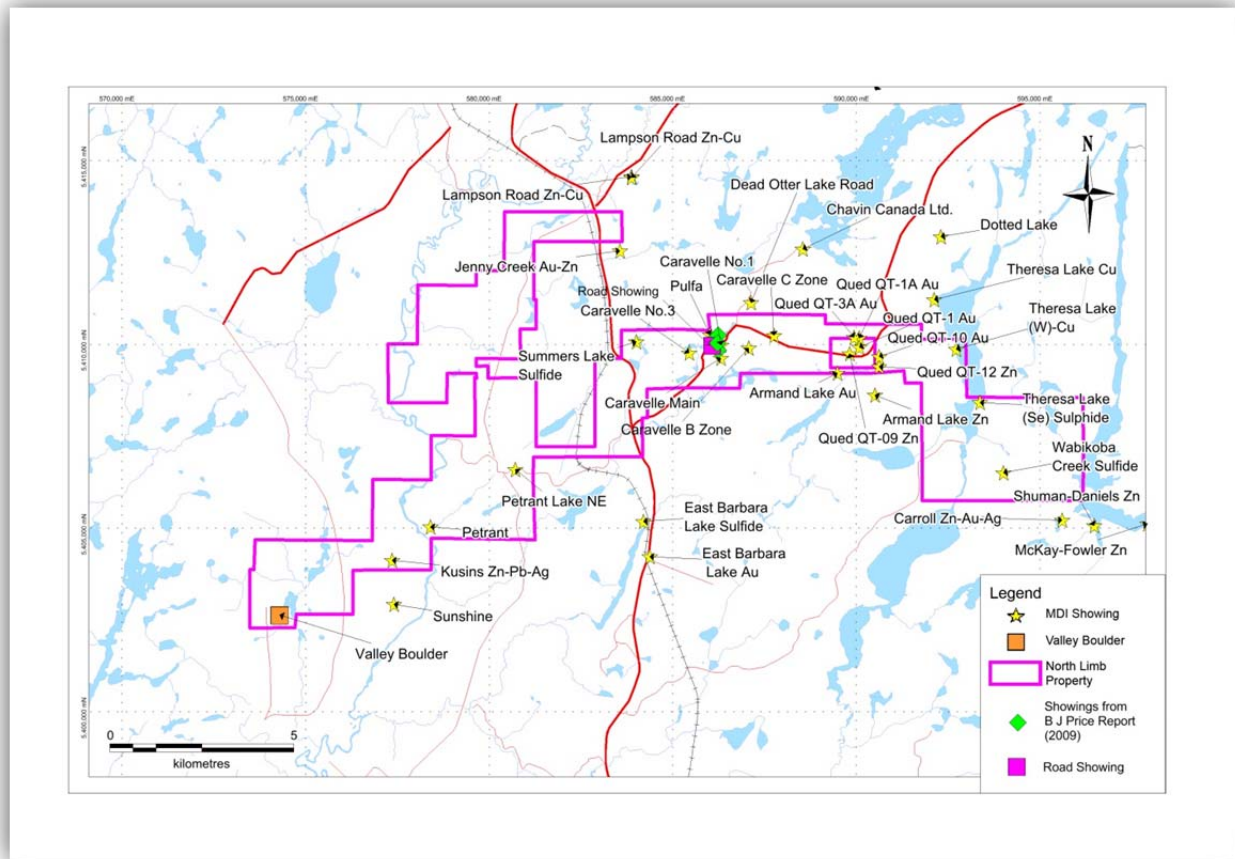 570,000 mE
575,000 mE
580,000 mE
585,000 mE
590,000 mE
595,000 mE
5,415,000 mN
5,410,000 mN
5,405,000 mN
5,400,000 mN
Lampson Road Zn-Cu
N
Dead Otter Lake Road
Lampson Road Zn-Cu
Chavin Canada Ltd.
Dotted Lake
Caravelle No.1
Jenny Creek Au-Zn
Theresa Lake Cu
Caravelle C Zone
Qued QT-1A Au
Pulfa
Road Showing
Qued QT-3A Au
Theresa Lake
(W)-Cu
Caravelle No.3
Qued QT-1 Au
Qued QT-10 Au
Summers Lake
Sulfide
Qued QT-12 Zn
Armand Lake Au
Theresa Lake
(Se) Sulphide
Caravelle Main
Armand Lake Zn
Caravelle B Zone
Qued QT-09 Zn
Wabikoba
Creek Sulfide
Petrant Lake NE
Shuman-Daniels Zn
East Barbara
Lake Sulfide
Carroll Zn-Au-Ag
Petrant
McKay-Fowler Zn
East Barbara
Lake Au
Kusins Zn-Pb-Ag
Sunshine
Valley Boulder
Legend
MDI Showing
Valley Boulder
North Limb
Property
Showings from
B J Price Report
(2009)
Road Showing
0 5
kilometres